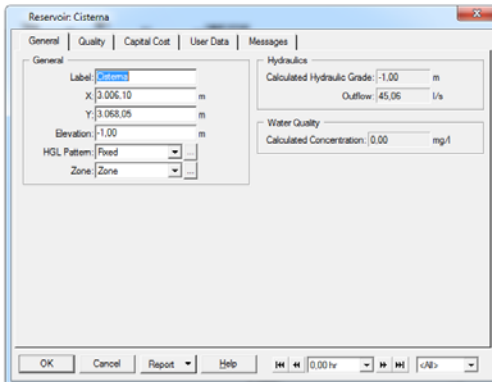 Reservoir: Cisterna
General Quality Capital Cost User Data Messages
General
Label: Cisterna
X: 3.006,10 m
Y: 3.068,05 m
Elevation: -1,00 m
HGL Pattern: Fixed ...
Zone: Zone ...
Hydraulics
Calculated Hydraulic Grade: -1,00 m
Outflow: 45,06 l/s
Water Quality
Calculated Concentration: 0,00 mg/l
OK Cancel Report Help 0,00 hr <All>